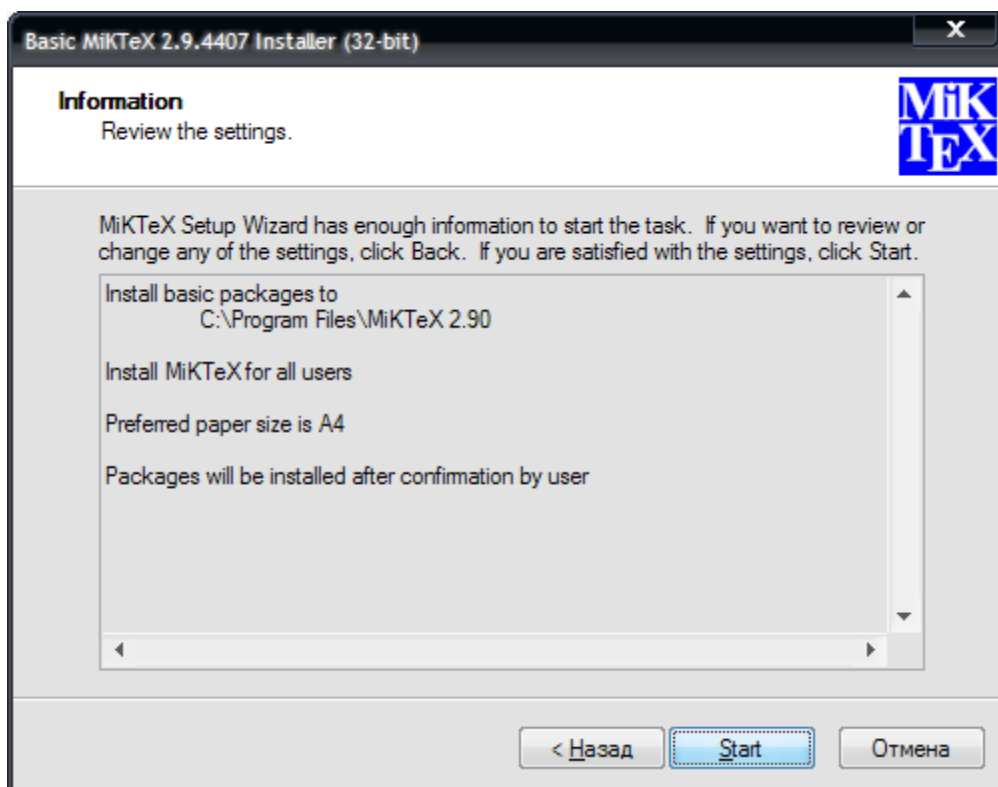 Basic MiKTeX 2.9.4407 Installer (32-bit)
X
Information
Review the settings.
MiK
TEX
MiKTeX Setup Wizard has enough information to start the task.  If you want to review or
change any of the settings, click Back.  If you are satisfied with the settings, click Start.
Install basic packages to
C:\Program Files\MiKTeX 2.90
Install MiKTeX for all users
Preferred paper size is A4
Packages will be installed after confirmation by user
< Назад
Start
Отмена